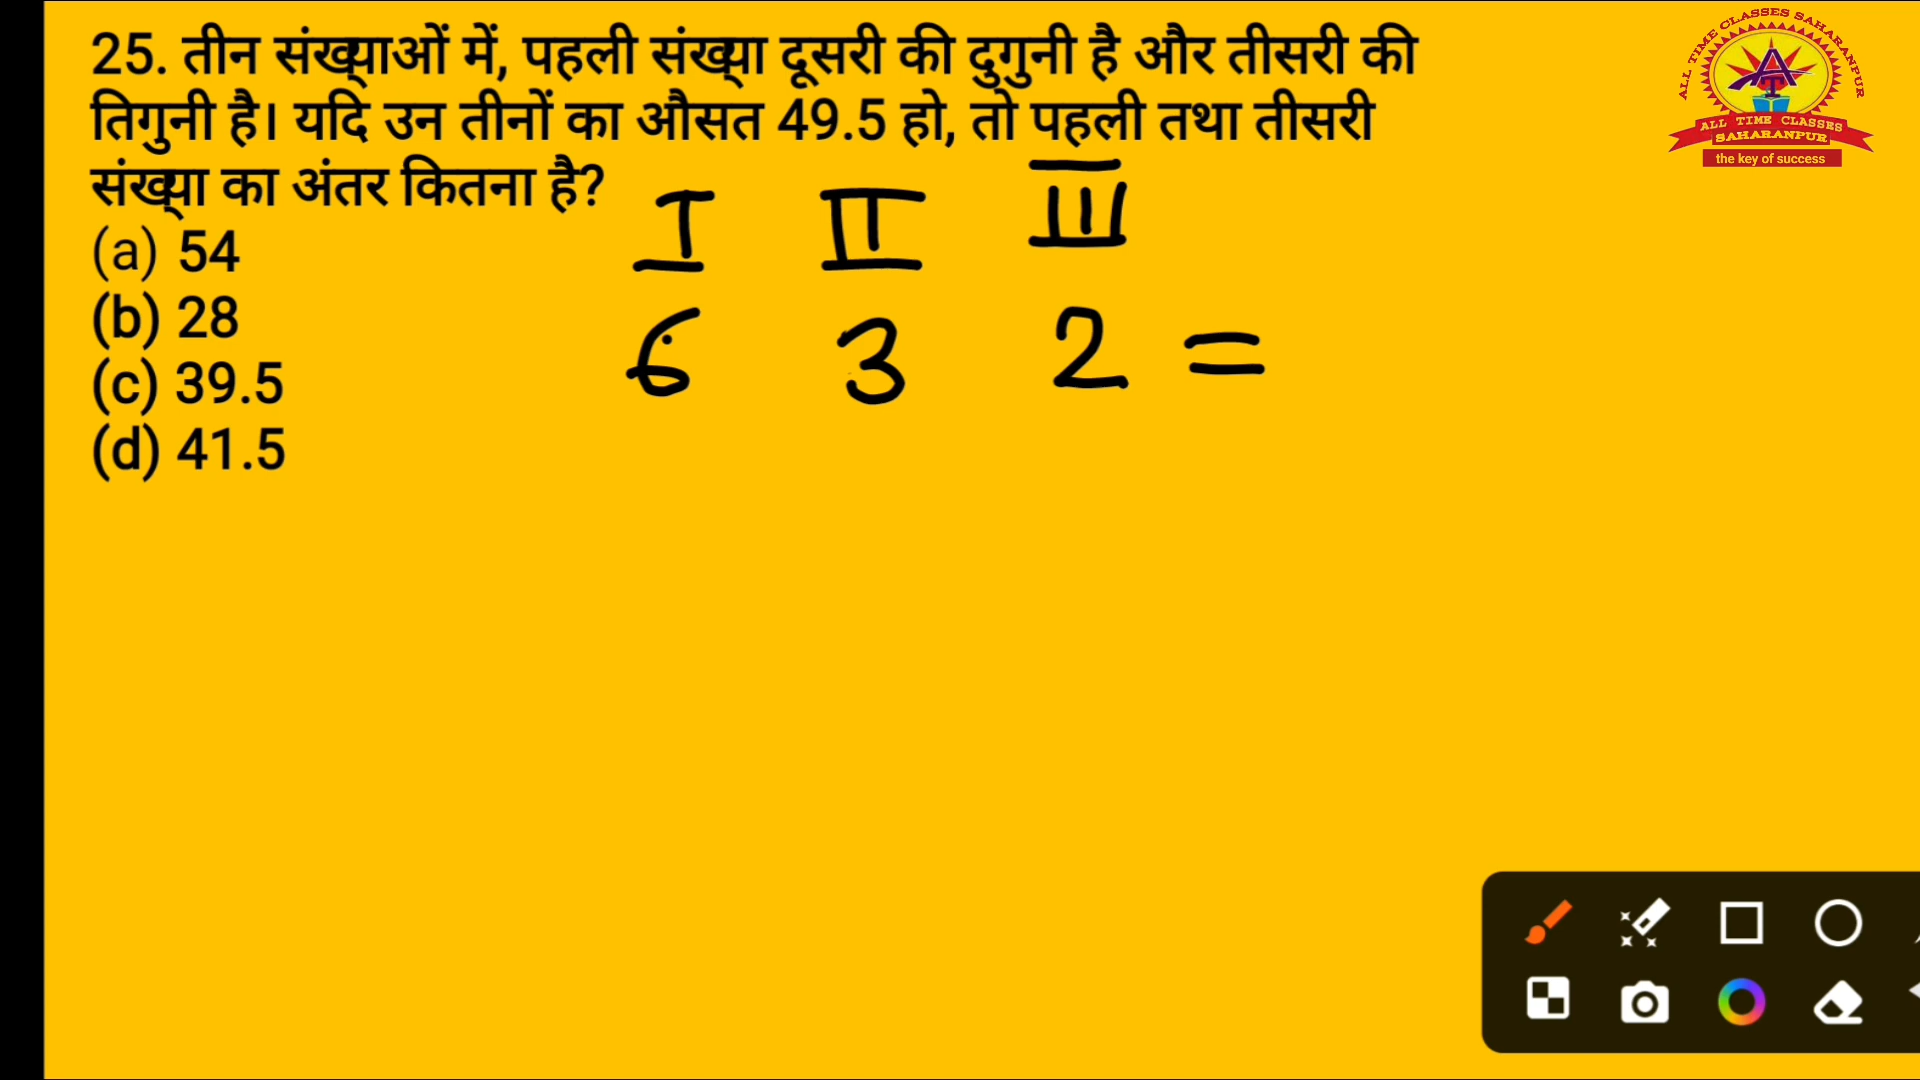 25. तीन संख्याओं में, पहली संख्या दूसरी की दुगुनी है और तीसरी की
तिगुनी है। यदि उन तीनों का औसत 49.5 हो, तो पहली तथा तीसरी
संख्या का अंतर कितना है?
(a) 54
(b) 28
(c) 39.5
(d) 41.5
I II III
6 3 2 =
ALL TIME CLASSES SAHARANPUR
ALL TIME CLASSES
SAHARANPUR
the key of success